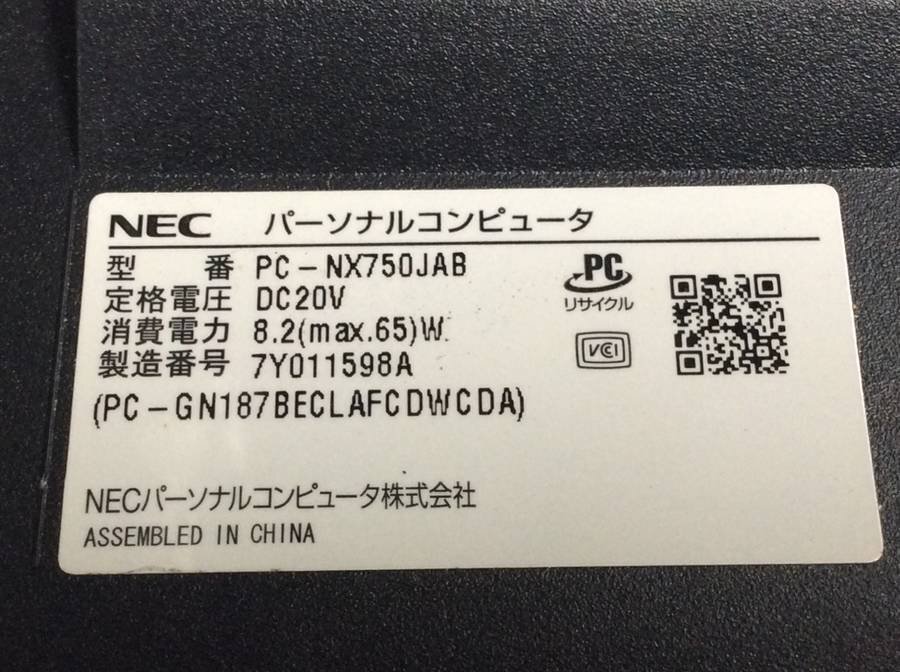 NEC パーソナルコンピュータ
型 番 PC-NX750JAB
定格電圧 DC20V
消費電力 8.2(max.65)W
製造番号 7Y011598A
(PC-GN187BECLAFCDWCDA)
PC
リサイクル
VCI
NECパーソナルコンピュータ株式会社
ASSEMBLED IN CHINA